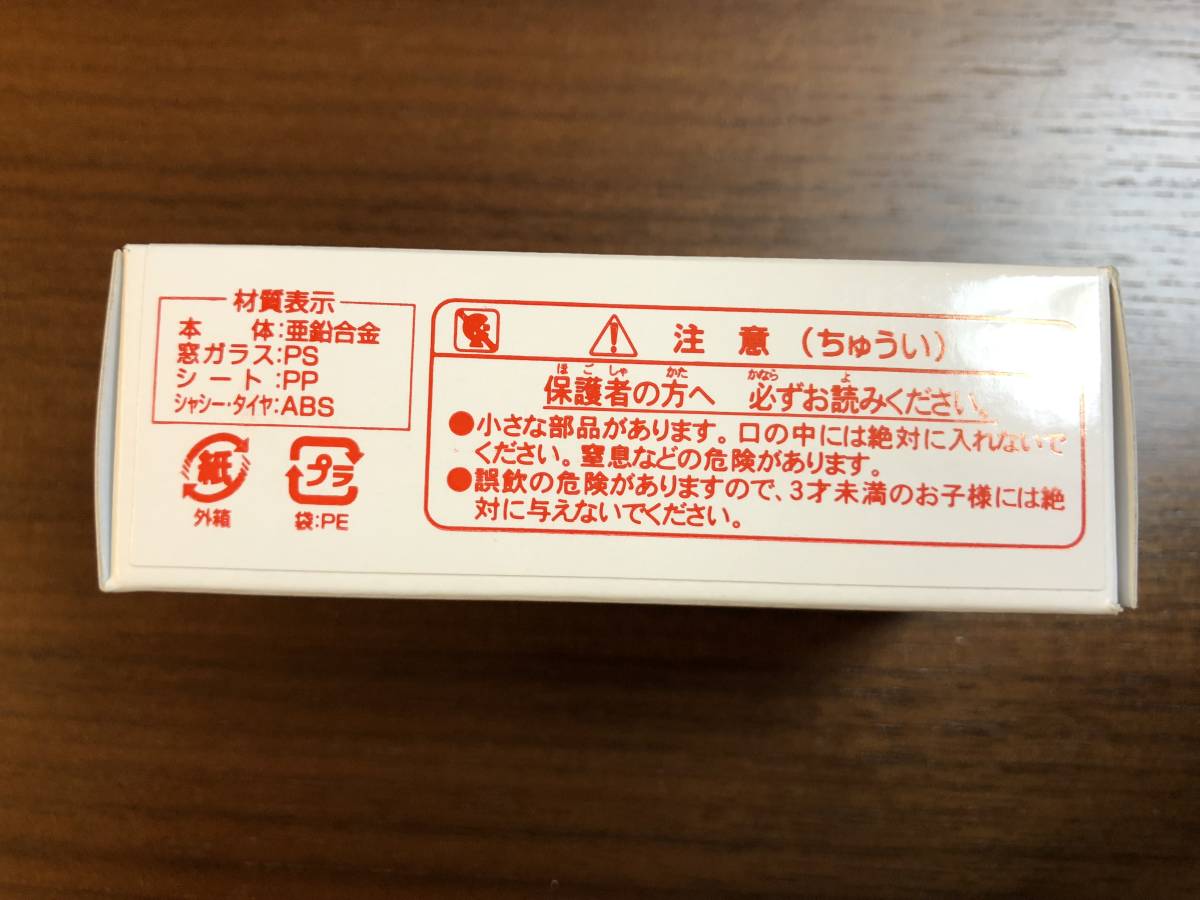 材質表示
本　　体:亜鉛合金
窓ガラス:PS
シート:PP
シャシー・タイヤ:ABS
紙
外箱
プラ
袋:PE
注意（ちゅうい）
ほごしゃ　かた　かなら　よ
保護者の方へ　必ずお読みください。
●小さな部品があります。口の中には絶対に入れないで
ください。窒息などの危険があります。
●誤飲の危険がありますので、3才未満のお子様には絶
対に与えないでください。